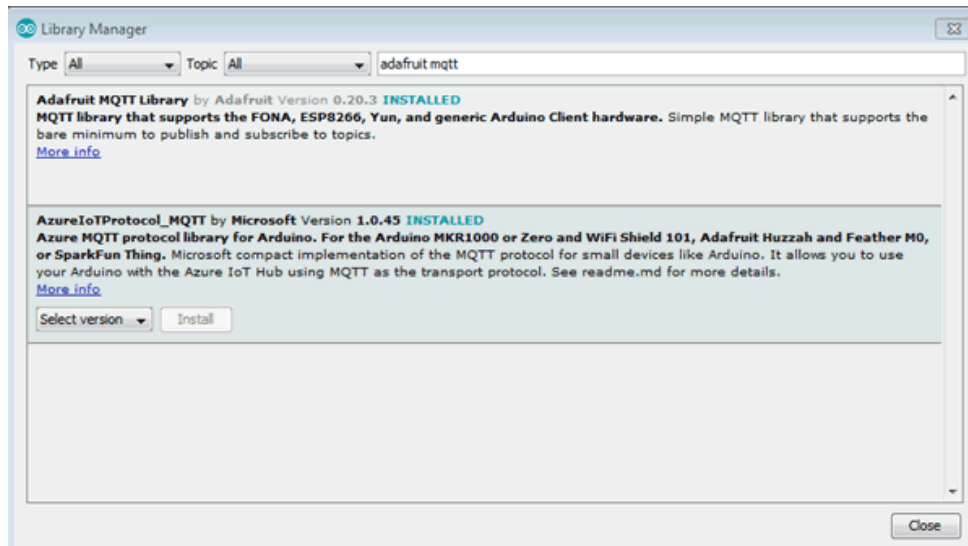 Library Manager
Type All Topic All adafruit mqtt
Adafruit MQTT Library by Adafruit Version 0.20.3 INSTALLED
MQTT library that supports the FONA, ESP8266, Yun, and generic Arduino Client hardware. Simple MQTT library that supports the
bare minimum to publish and subscribe to topics.
More info
AzureIoTProtocol_MQTT by Microsoft Version 1.0.45 INSTALLED
Azure MQTT protocol library for Arduino. For the Arduino MKR1000 or Zero and WiFi Shield 101, Adafruit Huzzah and Feather M0,
or SparkFun Thing. Microsoft compact implementation of the MQTT protocol for small devices like Arduino. It allows you to use
your Arduino with the Azure IoT Hub using MQTT as the transport protocol. See readme.md for more details.
More info
Select version Install
Close